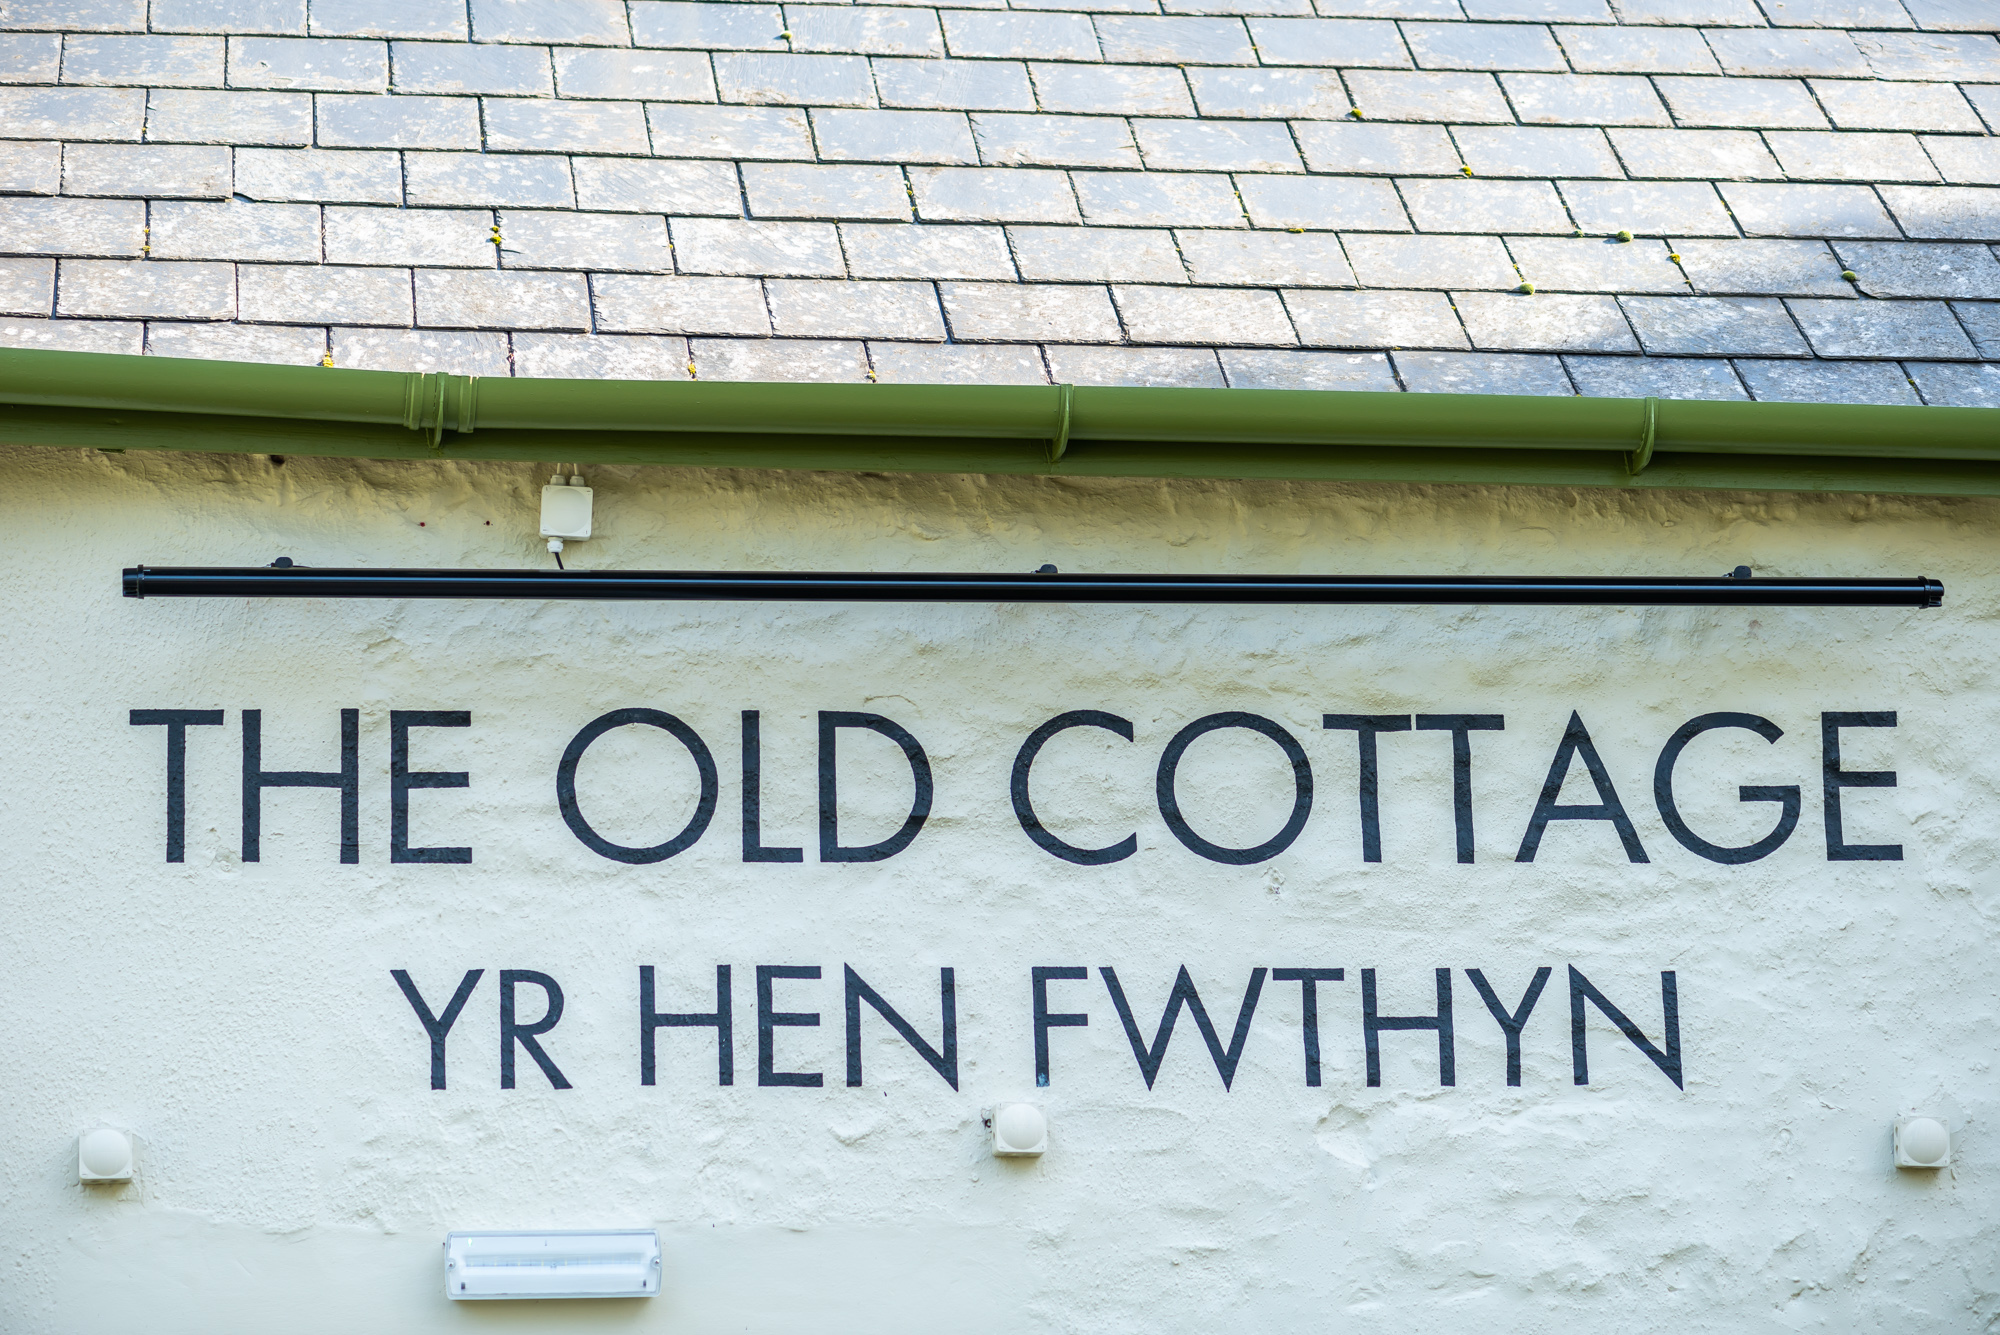 THE OLD COTTAGE
YR HEN FWTHYN